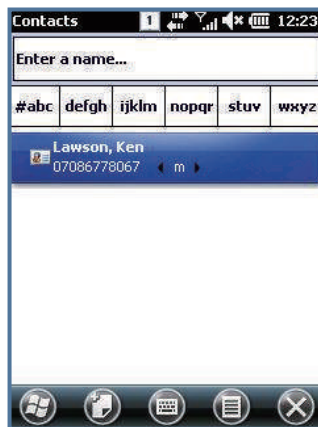 Contacts 1 12:23
Enter a name...
#abc defgh ijklm nopqr stuv wxyz
Lawson, Ken
07086778067 m